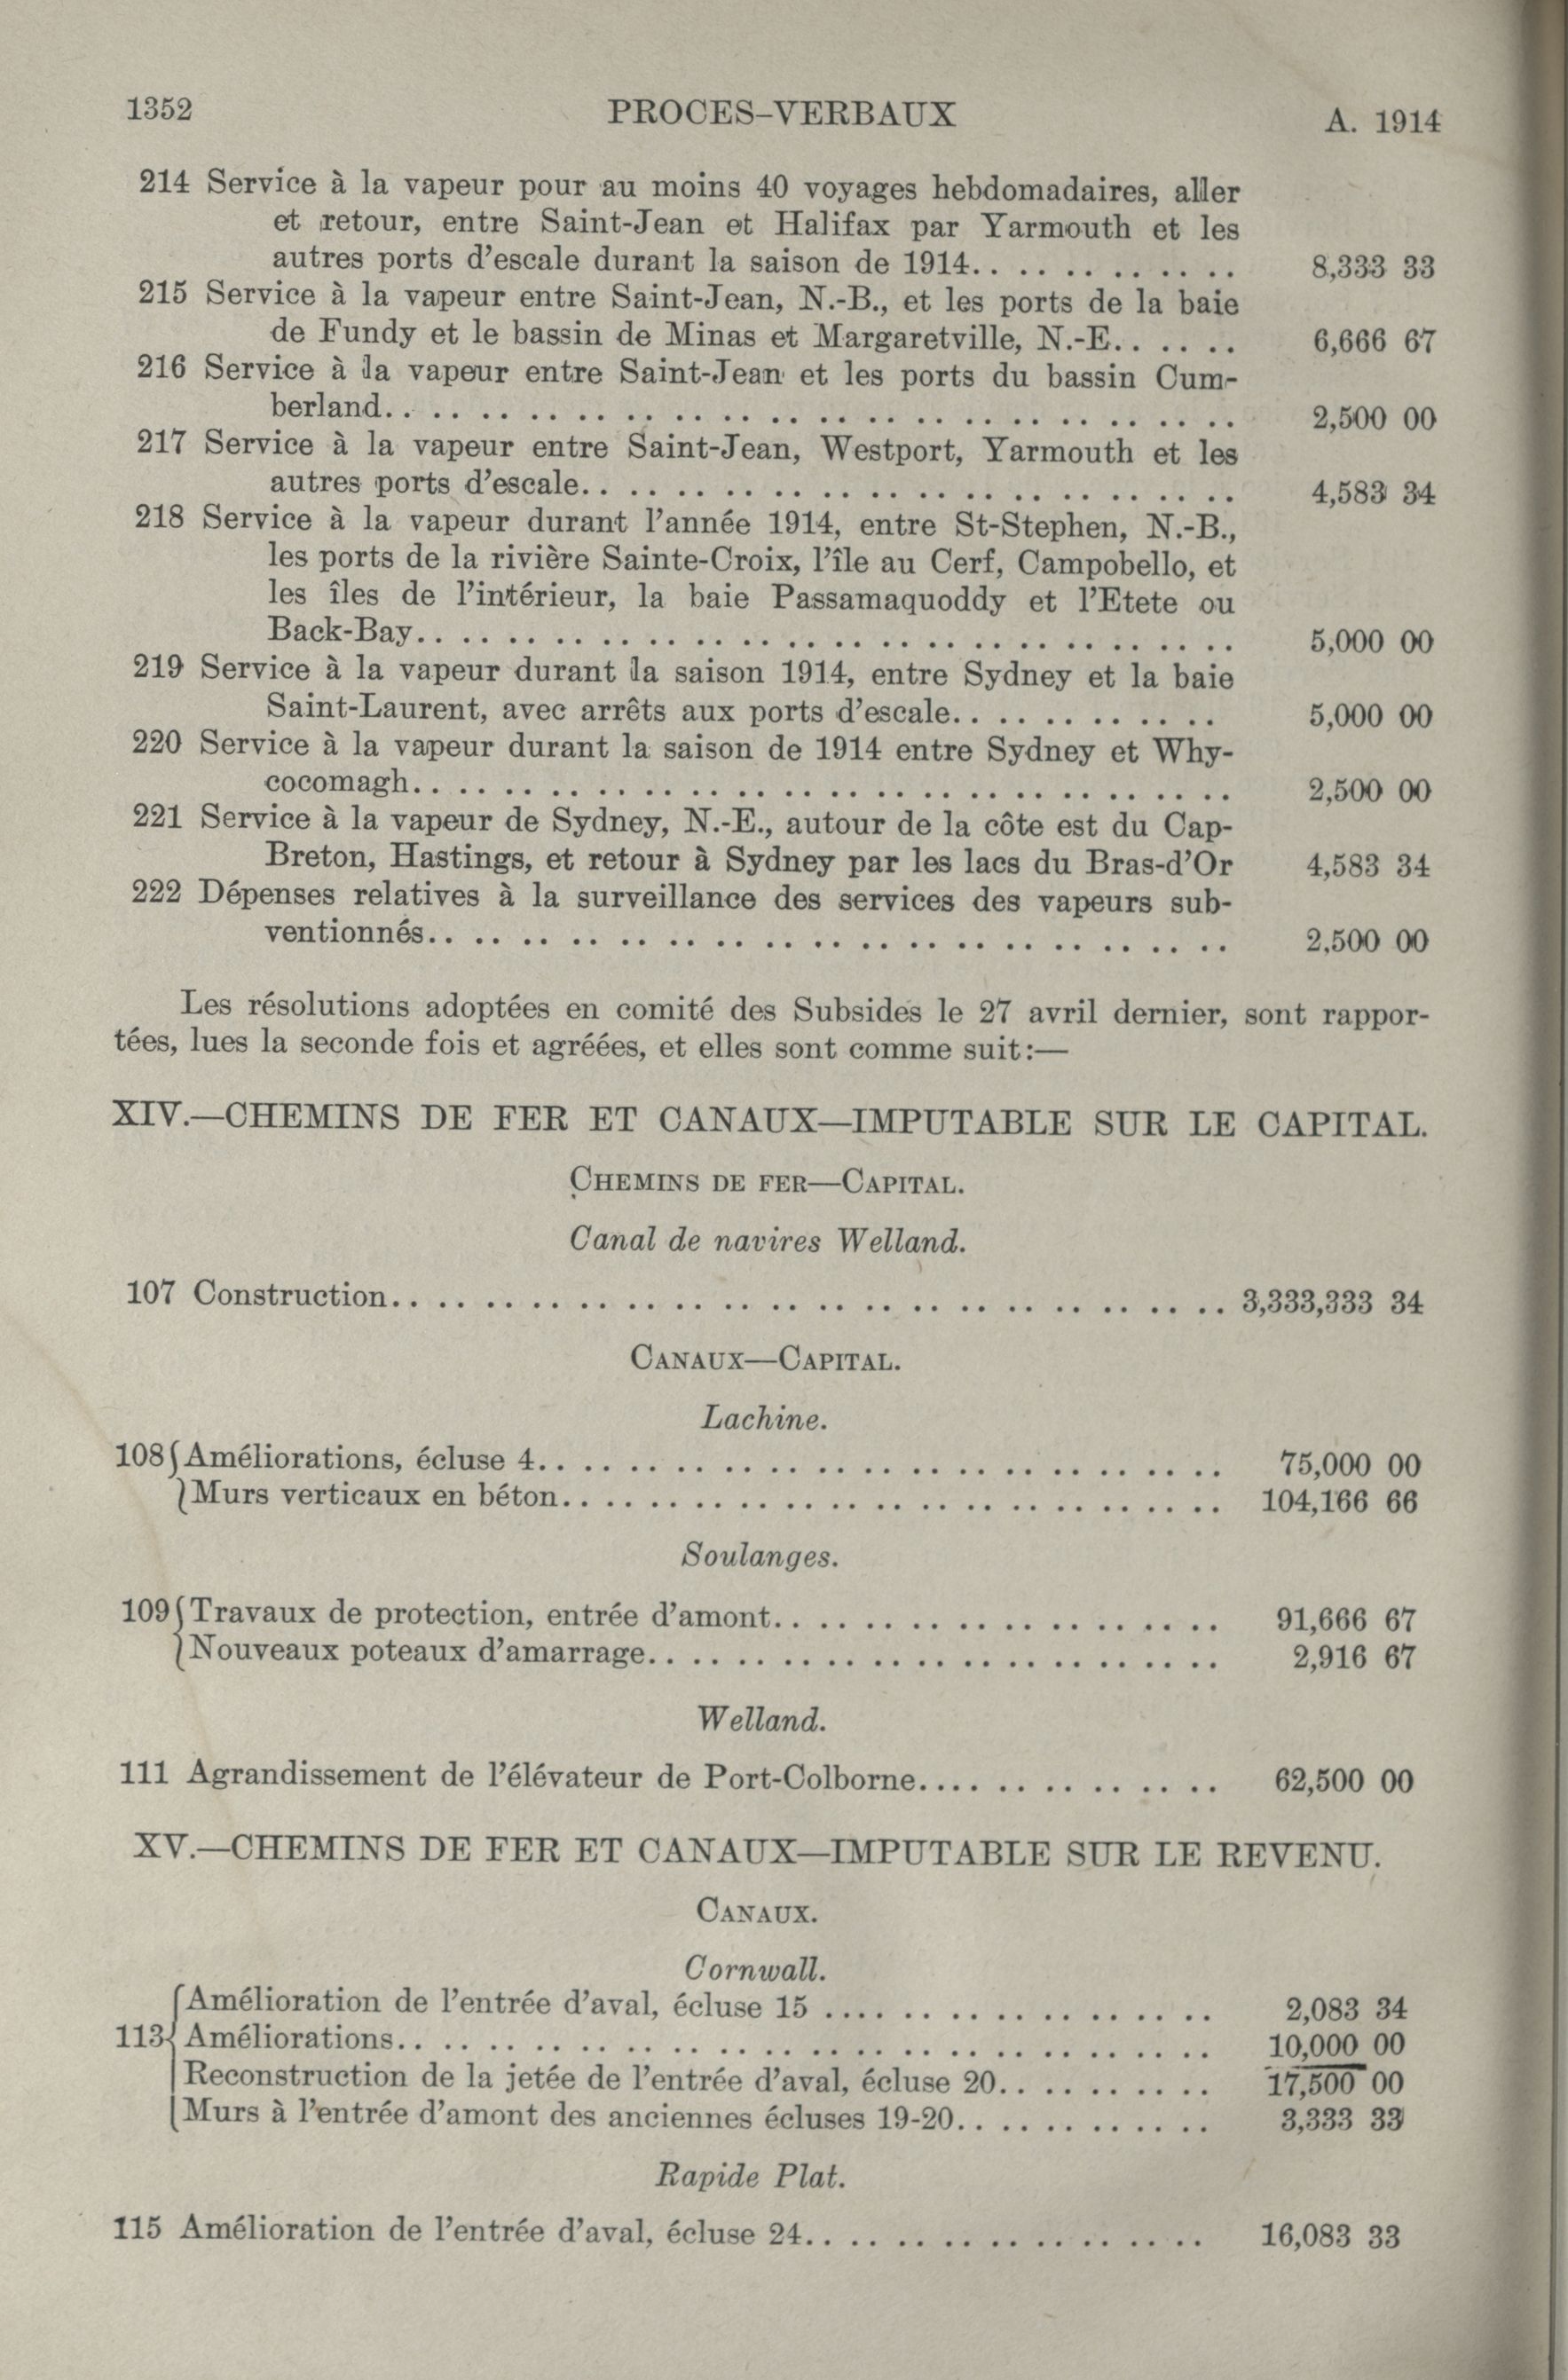 1352
PROCES-VERBAUX
A. 1914
214 Service à la vapeur pour au moins 40 voyages hebdomadaires, aller
et retour, entre Saint-Jean et Halifax par Yarmouth et les
autres ports d'escale durant la saison de 1914.. .. .. .. .. .. 8,333 33
215 Service à la vapeur entre Saint-Jean, N.-B., et les ports de la baie
de Fundy et le bassin de Minas et Margaretville, N.-E.. .. .. 6,666 67
216 Service à la vapeur entre Saint-Jean et les ports du bassin Cum-
berland.. .. .. .. .. .. .. .. .. .. .. .. .. .. .. .. .. .. 2,500 00
217 Service à la vapeur entre Saint-Jean, Westport, Yarmouth et les
autres ports d'escale.. .. .. .. .. .. .. .. .. .. .. .. .. .. 4,583 34
218 Service à la vapeur durant l'année 1914, entre St-Stephen, N.-B.,
les ports de la rivière Sainte-Croix, l'île au Cerf, Campobello, et
les îles de l'intérieur, la baie Passamaquoddy et l'Etete ou
Back-Bay.. .. .. .. .. .. .. .. .. .. .. .. .. .. .. .. .. .. 5,000 00
219 Service à la vapeur durant la saison 1914, entre Sydney et la baie
Saint-Laurent, avec arrêts aux ports d'escale.. .. .. .. .. .. 5,000 00
220 Service à la vapeur durant la saison de 1914 entre Sydney et Why-
cocomagh.. .. .. .. .. .. .. .. .. .. .. .. .. .. .. .. .. .. 2,500 00
221 Service à la vapeur de Sydney, N.-E., autour de la côte est du Cap-
Breton, Hastings, et retour à Sydney par les lacs du Bras-d'Or 4,583 34
222 Dépenses relatives à la surveillance des services des vapeurs sub-
ventionnés.. .. .. .. .. .. .. .. .. .. .. .. .. .. .. .. .. 2,500 00
Les résolutions adoptées en comité des Subsides le 27 avril dernier, sont rappor-
tées, lues la seconde fois et agréées, et elles sont comme suit:—
XIV.—CHEMINS DE FER ET CANAUX—IMPUTABLE SUR LE CAPITAL.
CHEMINS DE FER—CAPITAL.
Canal de navires Welland.
107 Construction.. .. .. .. .. .. .. .. .. .. .. .. .. .. .. .. .. .. 3,333,333 34
CANAUX—CAPITAL.
Lachine.
108 { Améliorations, écluse 4.. .. .. .. .. .. .. .. .. .. .. .. .. .. .. 75,000 00
Murs verticaux en béton.. .. .. .. .. .. .. .. .. .. .. .. .. .. .. 104,166 66
Soulanges.
109 { Travaux de protection, entrée d'amont.. .. .. .. .. .. .. .. .. .. 91,666 67
Nouveaux poteaux d'amarrage.. .. .. .. .. .. .. .. .. .. .. .. .. 2,916 67
Welland.
111 Agrandissement de l'élévateur de Port-Colborne.... .. .. .. .. .. .. 62,500 00
XV.—CHEMINS DE FER ET CANAUX—IMPUTABLE SUR LE REVENU.
CANAUX.
Cornwall.
Amélioration de l'entrée d'aval, écluse 15 .... .. .. .. .. .. .. .. 2,083 34
113 { Améliorations.. .. .. .. .. .. .. .. .. .. .. .. .. .. .. .. .. .. 10,000 00
Reconstruction de la jetée de l'entrée d'aval, écluse 20.. .. .. .. .. 17,500 00
Murs à l'entrée d'amont des anciennes écluses 19-20.. .. .. .. .. .. 3,333 33
Rapide Plat.
115 Amélioration de l'entrée d'aval, écluse 24.. .. .. .. .. .. .. .. .. 16,083 33